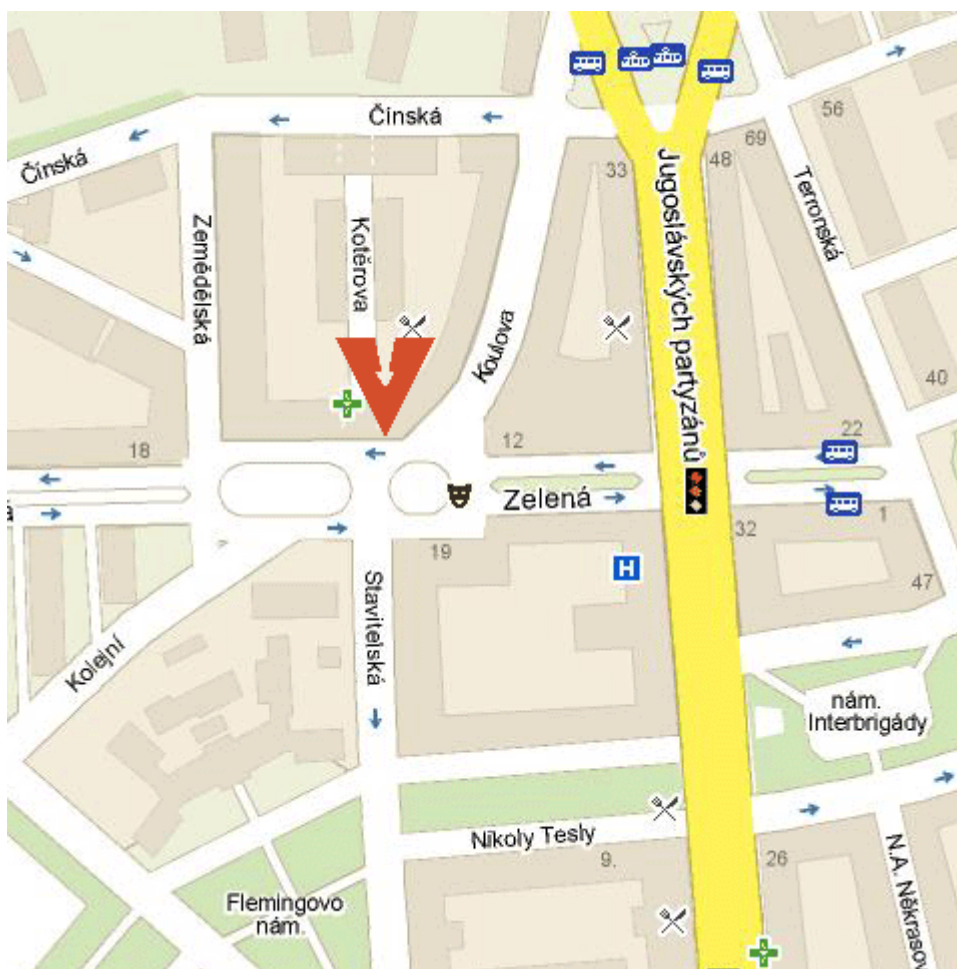 Čínská
Čínská
56
69
33
48
Jugoslávských partyzánů
Terronská
Zemědělská
Kotěrova
Koulova
40
18
12
22
Zelená
1
32
19
47
Stavitelská
H
Kolejní
nám.
Interbrigády
Nikoly Tesly
9.
26
N.A. Někrasov
Flemingovo
nám.